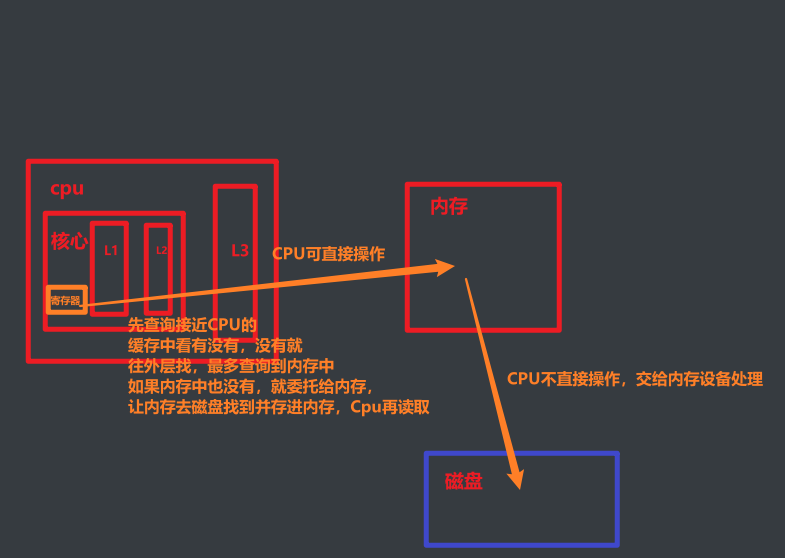 cpu
核心
L1
L2
L3
寄存器
内存
CPU可直接操作
先查询接近CPU的
缓存中看有没有，没有就
往外层找，最多查询到内存中
如果内存中也没有，就委托给内存，
让内存去磁盘找到并存进内存，Cpu再读取
CPU不直接操作，交给内存设备处理
磁盘